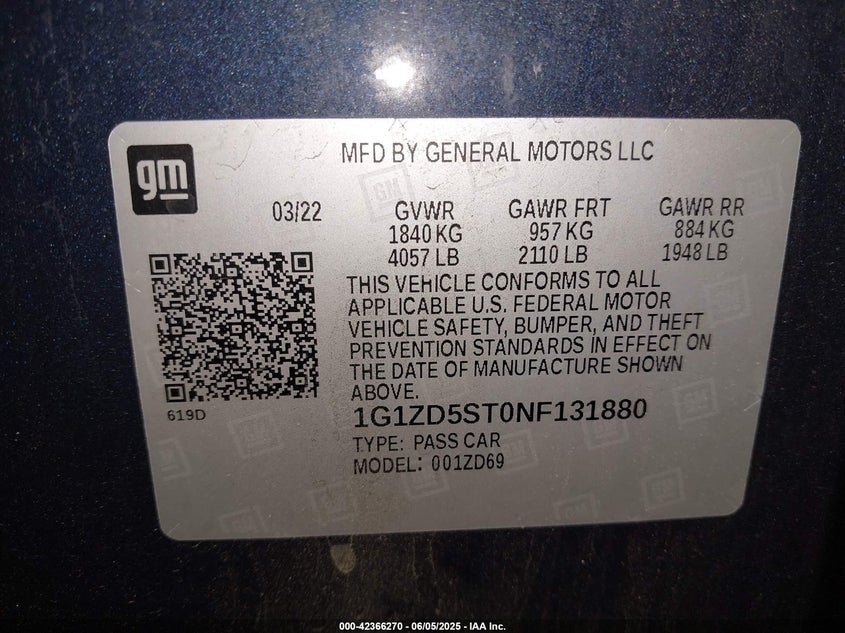 gm
MFD BY GENERAL MOTORS LLC
03/22
GVWR GAWR FRT GAWR RR
1840 KG 957 KG 884 KG
4057 LB 2110 LB 1948 LB
THIS VEHICLE CONFORMS TO ALL
APPLICABLE U.S. FEDERAL MOTOR
VEHICLE SAFETY, BUMPER, AND THEFT
PREVENTION STANDARDS IN EFFECT ON
THE DATE OF MANUFACTURE SHOWN
ABOVE.
619D
1G1ZD5ST0NF131880
TYPE: PASS CAR
MODEL: 001ZD69
000-42366270 - 06/05/2025 - IAA Inc.